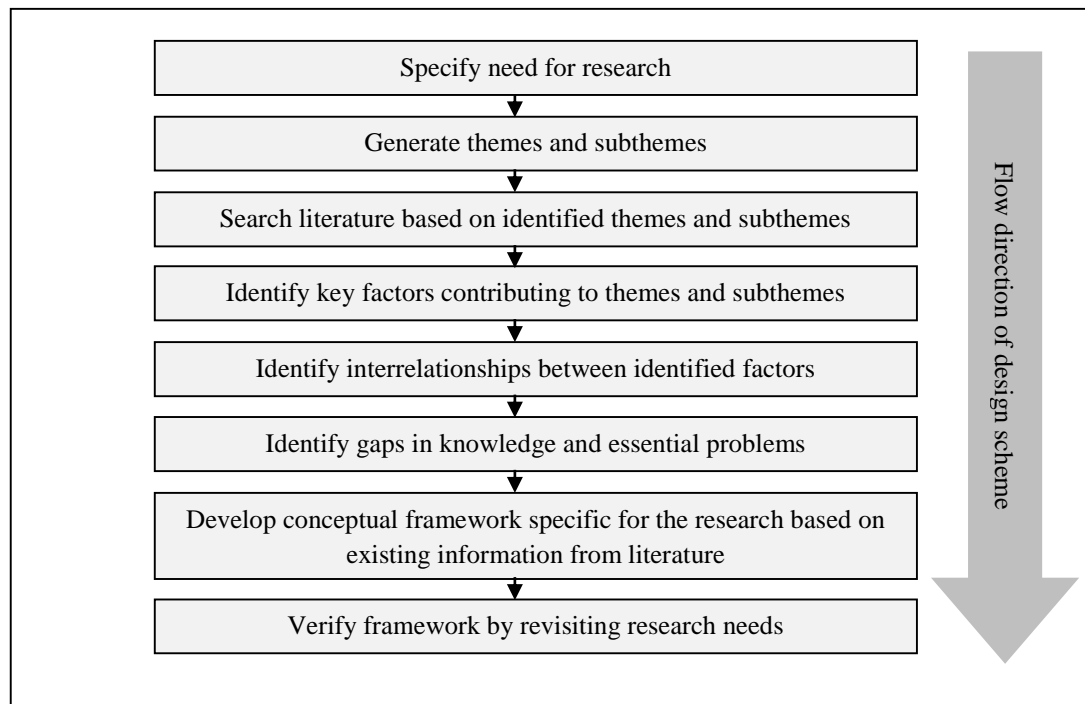 Specify need for research
Generate themes and subthemes
Search literature based on identified themes and subthemes
Identify key factors contributing to themes and subthemes
Identify interrelationships between identified factors
Identify gaps in knowledge and essential problems
Develop conceptual framework specific for the research based on
existing information from literature
Verify framework by revisiting research needs
Flow direction of design scheme